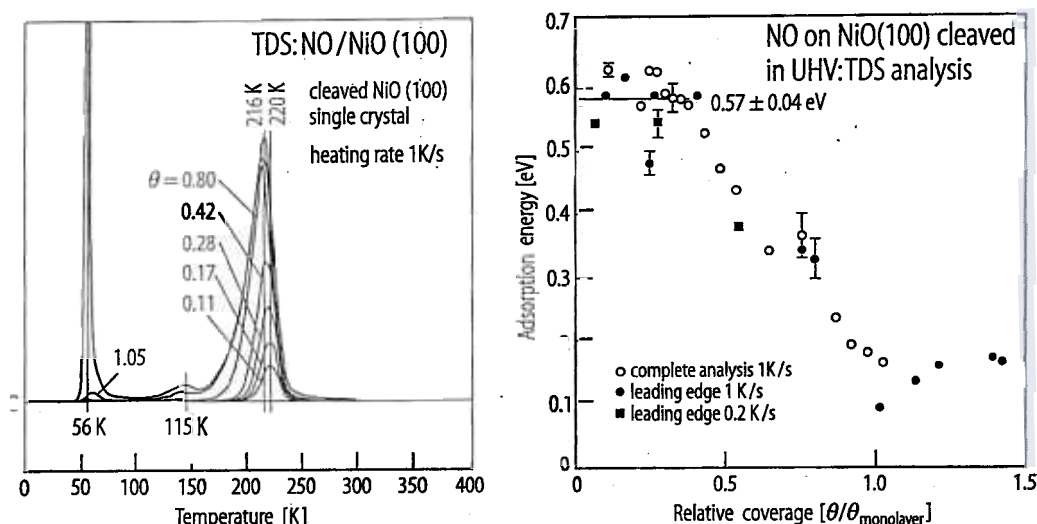 TDS: NO/NiO (100)
cleaved NiO (100)
single crystal
heating rate 1K/s
216 K
220 K
θ = 0.80
0.42
0.28
0.17
0.11
1.05
56 K
115 K
0 50 100 150 200 250 300 350 400
Temperature [K]
NO on NiO(100) cleaved
in UHV:TDS analysis
0.57 ± 0.04 eV
Adsorption energy [eV]
0.7
0.6
0.5
0.4
0.3
0.2
0.1
0
complete analysis 1K/s
leading edge 1 K/s
leading edge 0.2 K/s
0 0.5 1.0 1.5
Relative coverage [θ/θmonolayer]